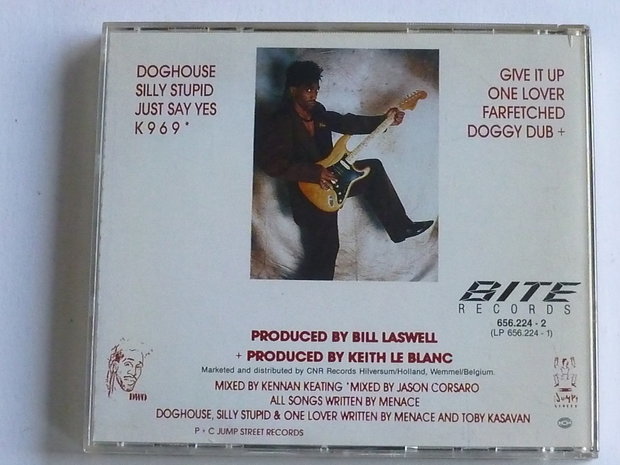 DOGHOUSE
SILLY STUPID
JUST SAY YES
K969*
GIVE IT UP
ONE LOVER
FARFETCHED
DOGGY DUB +
BITE
RECORDS
656.224 - 2
(LP 656.224 - 1)
PRODUCED BY BILL LASWELL
+ PRODUCED BY KEITH LE BLANC
Marketed and distributed by CNR Records Hilversum/Holland, Wemmel/Belgium.
MIXED BY KENNAN KEATING *MIXED BY JASON CORSARO
ALL SONGS WRITTEN BY MENACE
DOGHOUSE, SILLY STUPID & ONE LOVER WRITTEN BY MENACE AND TOBY KASAVAN
P + C JUMP STREET RECORDS
DWO
JUMP
STREET